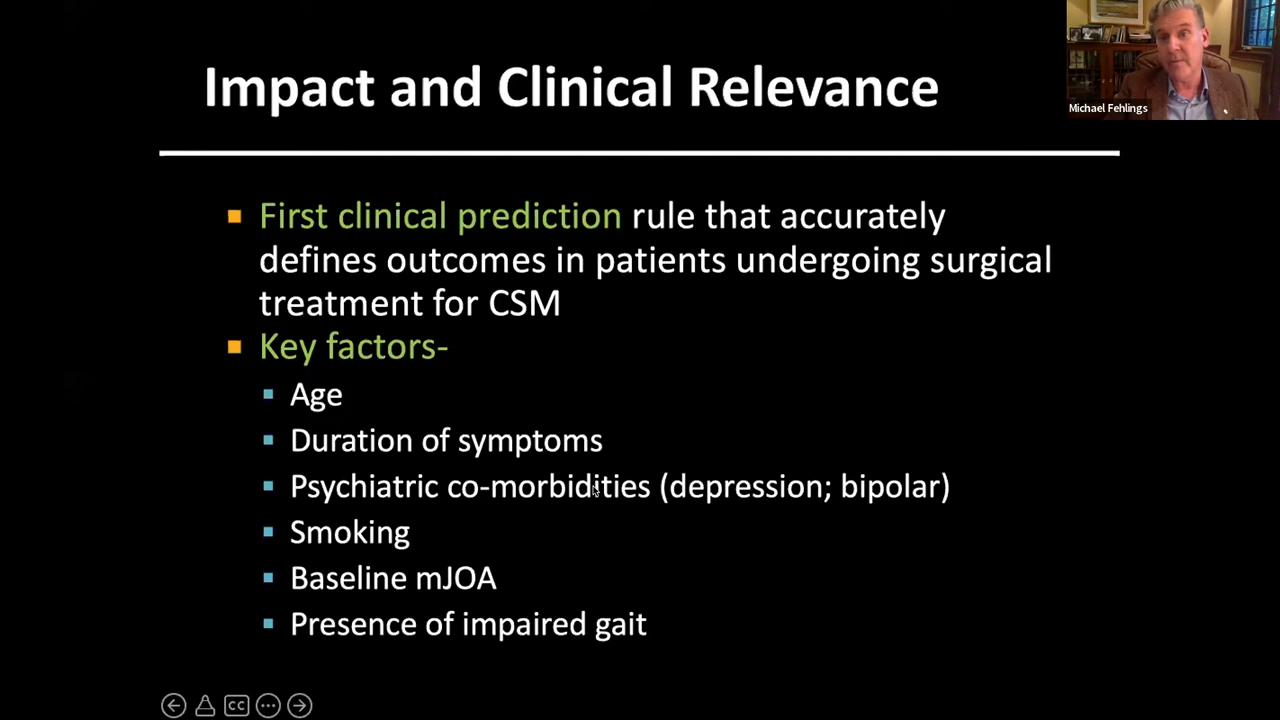 Impact and Clinical Relevance
Michael Fehlings
First clinical prediction rule that accurately
defines outcomes in patients undergoing surgical
treatment for CSM
Key factors-
Age
Duration of symptoms
Psychiatric co-morbidities (depression; bipolar)
Smoking
Baseline mJOA
Presence of impaired gait
CC